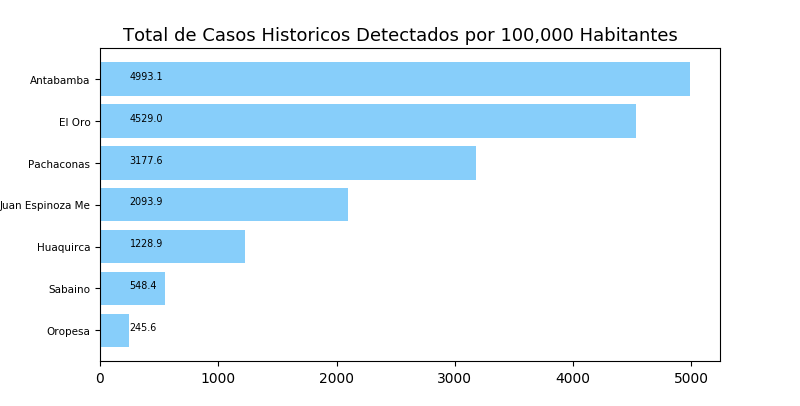 Total de Casos Historicos Detectados por 100,000 Habitantes
Antabamba 4993.1
El Oro 4529.0
Pachaconas 3177.6
Juan Espinoza Me 2093.9
Huaquirca 1228.9
Sabaino 548.4
Oropesa 245.6
0 1000 2000 3000 4000 5000